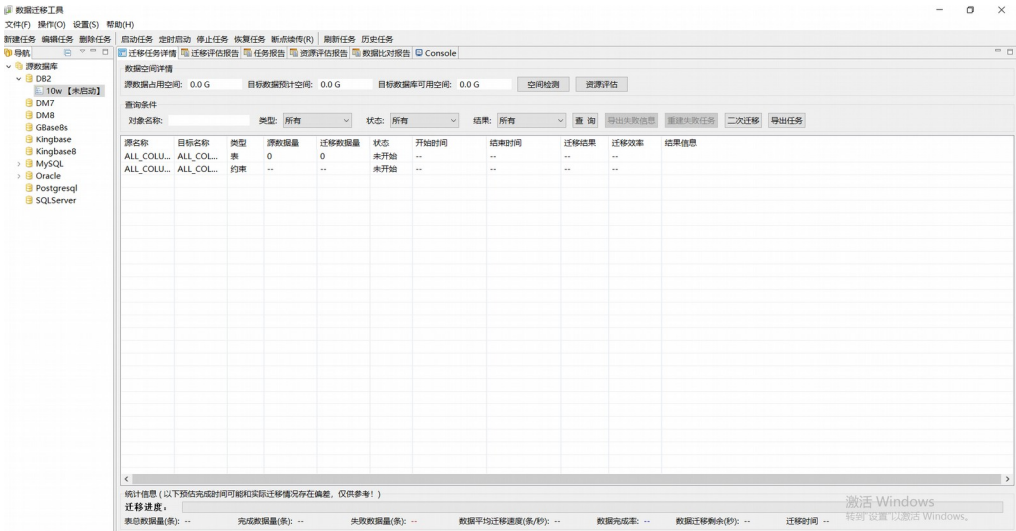 数据迁移工具
文件(F) 操作(O) 设置(S) 帮助(H)
新建任务 编辑任务 删除任务 启动任务 定时启动 停止任务 恢复任务 断点续传(R) 刷新任务 历史任务
导航
源数据库
DB2
10w 【未启动】
DM7
DM8
GBase8s
Kingbase
Kingbase8
MySQL
Oracle
Postgresql
SQLServer
迁移任务详情 迁移评估报告 任务报告 资源评估报告 数据比对报告 Console
数据空间详情
源数据占用空间: 0.0 G 目标数据预计空间: 0.0 G 目标数据库可用空间: 0.0 G 空间检测 资源评估
查询条件
对象名称: 类型: 所有 状态: 所有 结果: 所有 查 询 导出失败信息 重建失败任务 二次迁移 导出任务
源名称 目标名称 类型 源数据量 迁移数据量 状态 开始时间 结束时间 迁移结果 迁移效率 结果信息
ALL_COLU... ALL_COL... 表 0 0 未开始 -- -- -- --
ALL_COLU... ALL_COL... 约束 -- -- 未开始 -- -- -- --
统计信息 ( 以下预估完成时间可能和实际迁移情况存在偏差, 仅供参考! )
迁移进度:
表总数据量(条): -- 完成数据量(条): -- 失败数据量(条): -- 数据平均迁移速度(条/秒): -- 数据完成率: -- 数据迁移剩余(秒): -- 迁移时间 --
激活 Windows
转到"设置"以激活 Windows。